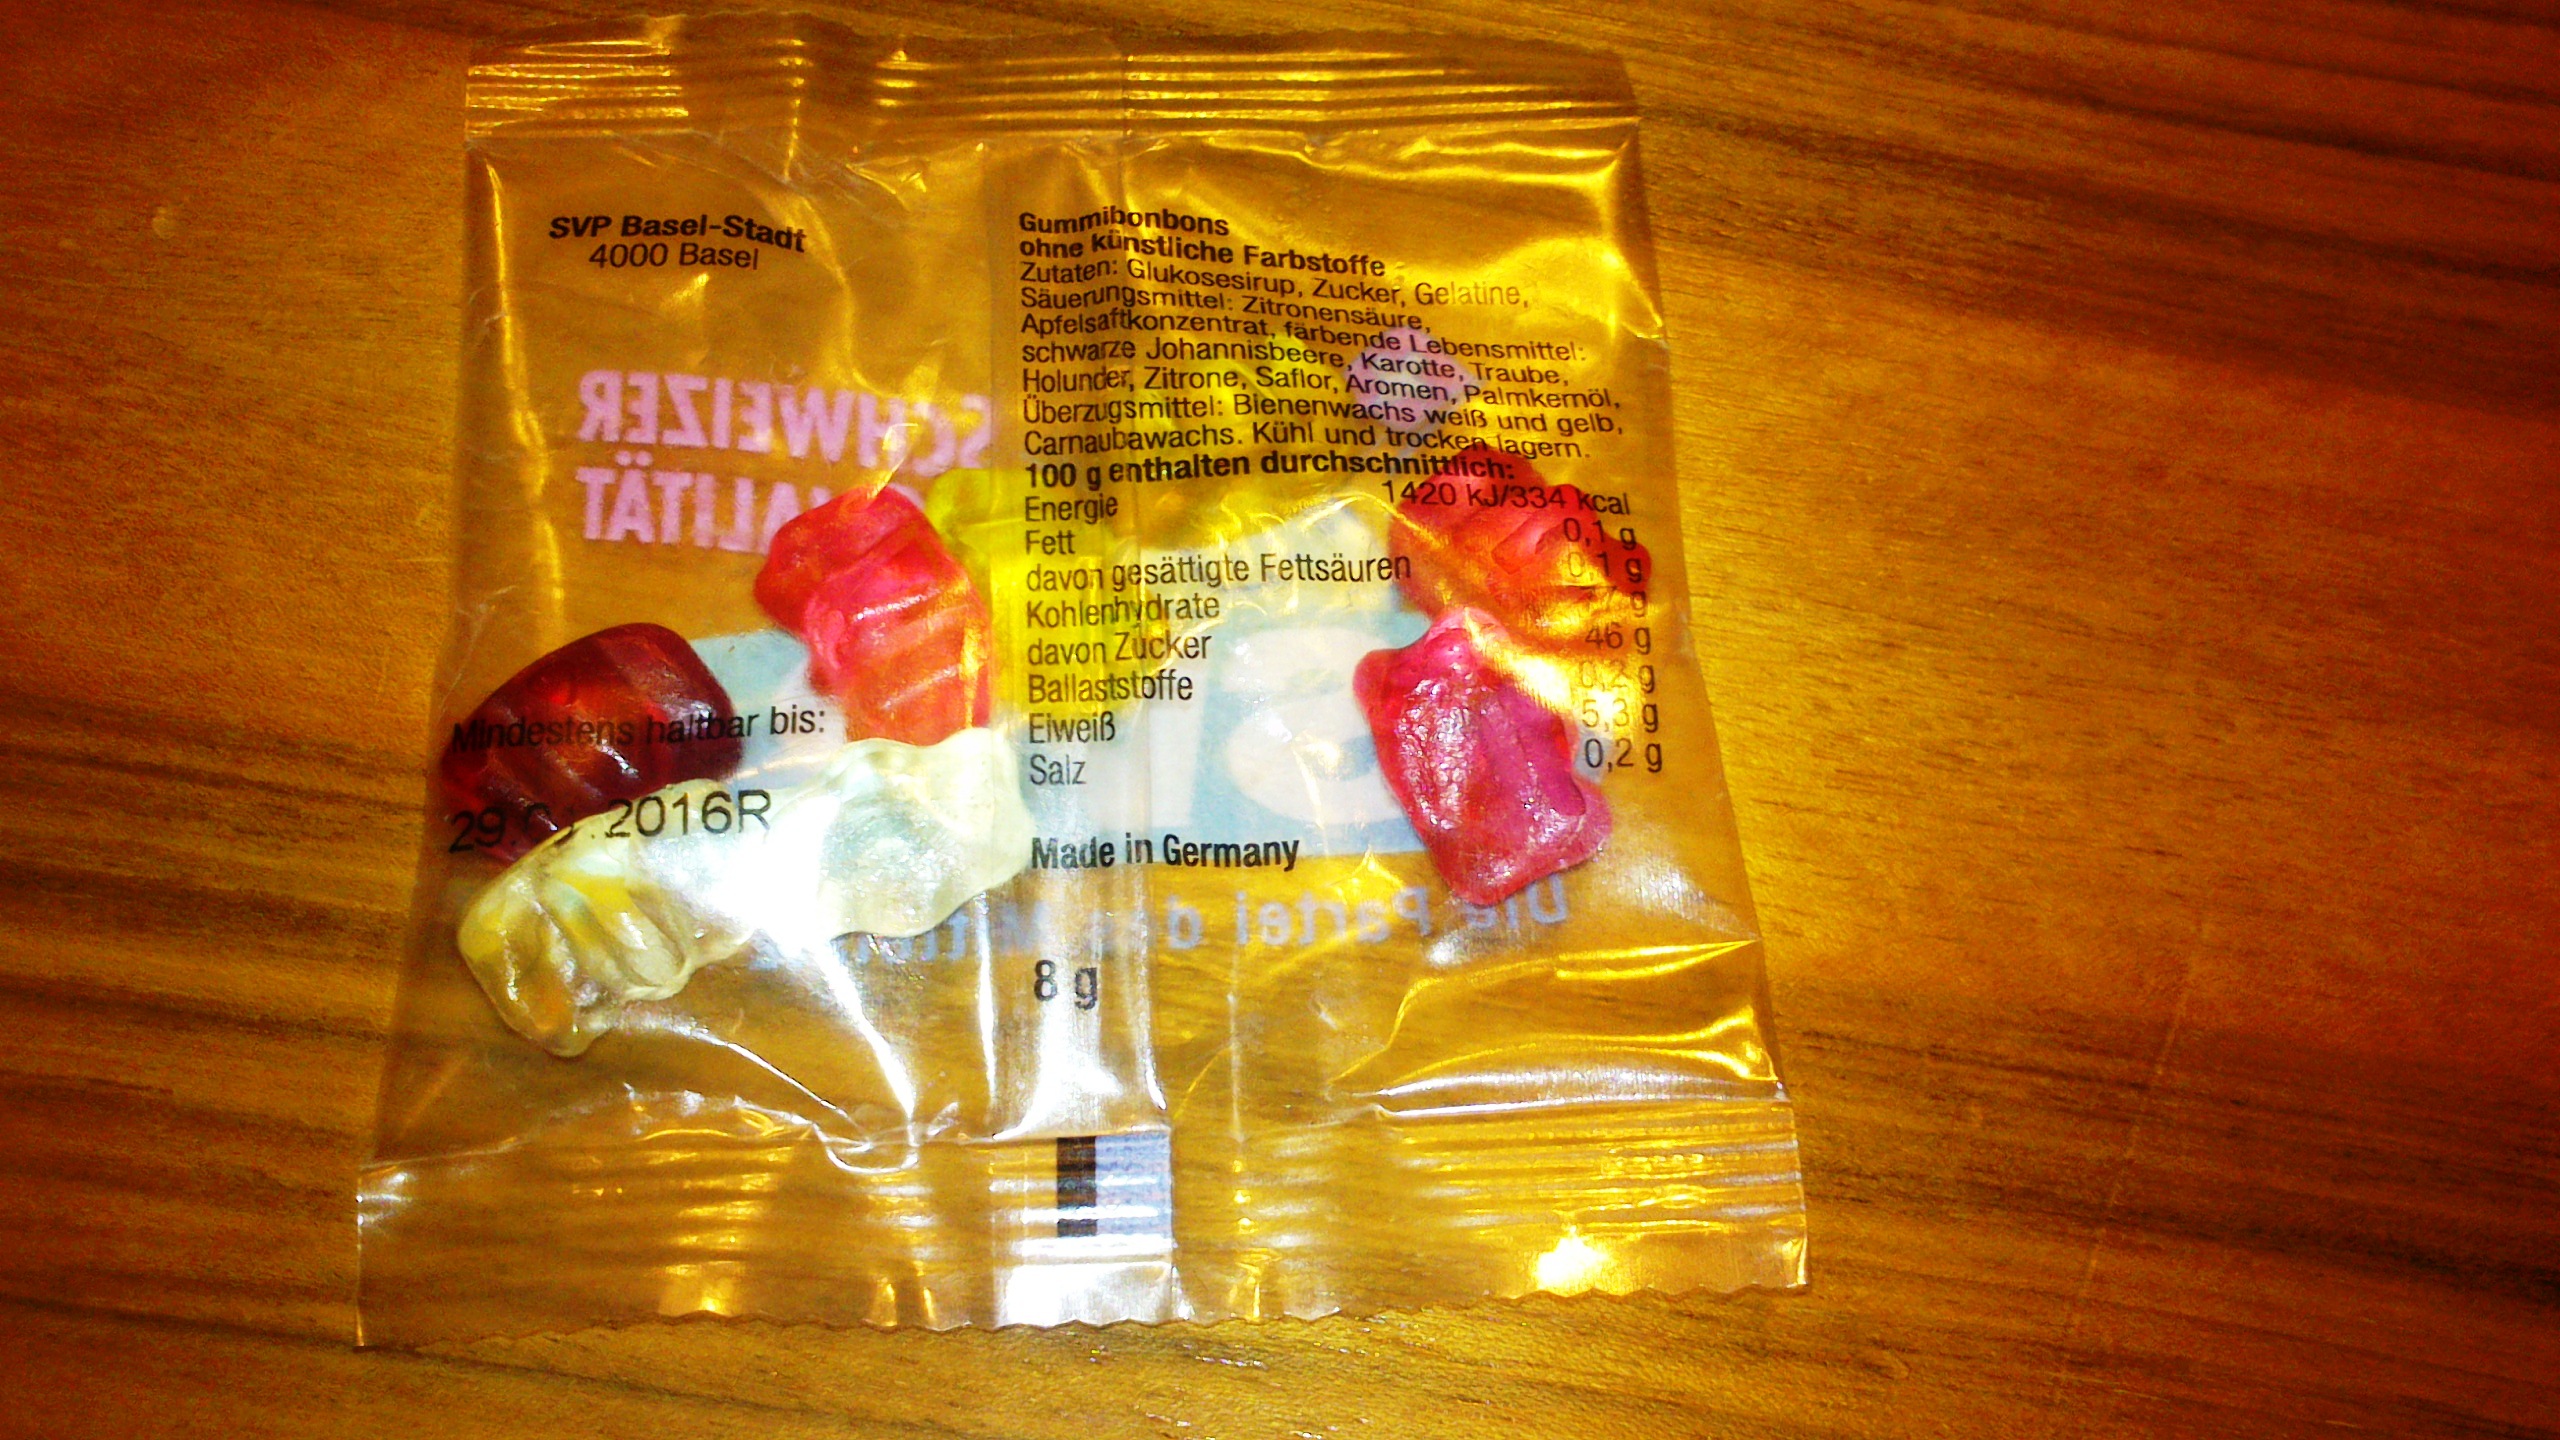 SVP Basel-Stadt
4000 Basel
SCHWEIZER
Mindestens haltbar bis:
2016R
Gummibonbons
ohne künstliche Farbstoffe
Zutaten: Glukosesirup, Zucker, Gelatine,
Säuerungsmittel: Zitronensäure,
Apfelsaftkonzentrat, färbende Lebensmittel:
schwarze Johannisbeere, Karotte, Traube,
Holunder, Zitrone, Saflor, Aromen, Palmkernöl,
Überzugsmittel: Bienenwachs weiß und gelb,
Carnaubawachs. Kühl und trocken lagern.
100 g enthalten durchschnittlich:
Energie 1420 kJ/334 kcal
Fett 0,1 g
davon gesättigte Fettsäuren 0,1 g
Kohlenhydrate g
davon Zucker 46 g
Ballaststoffe 0,2 g
Eiweiß 5,3 g
Salz 0,2 g
Made in Germany
Die Partei des
8 g